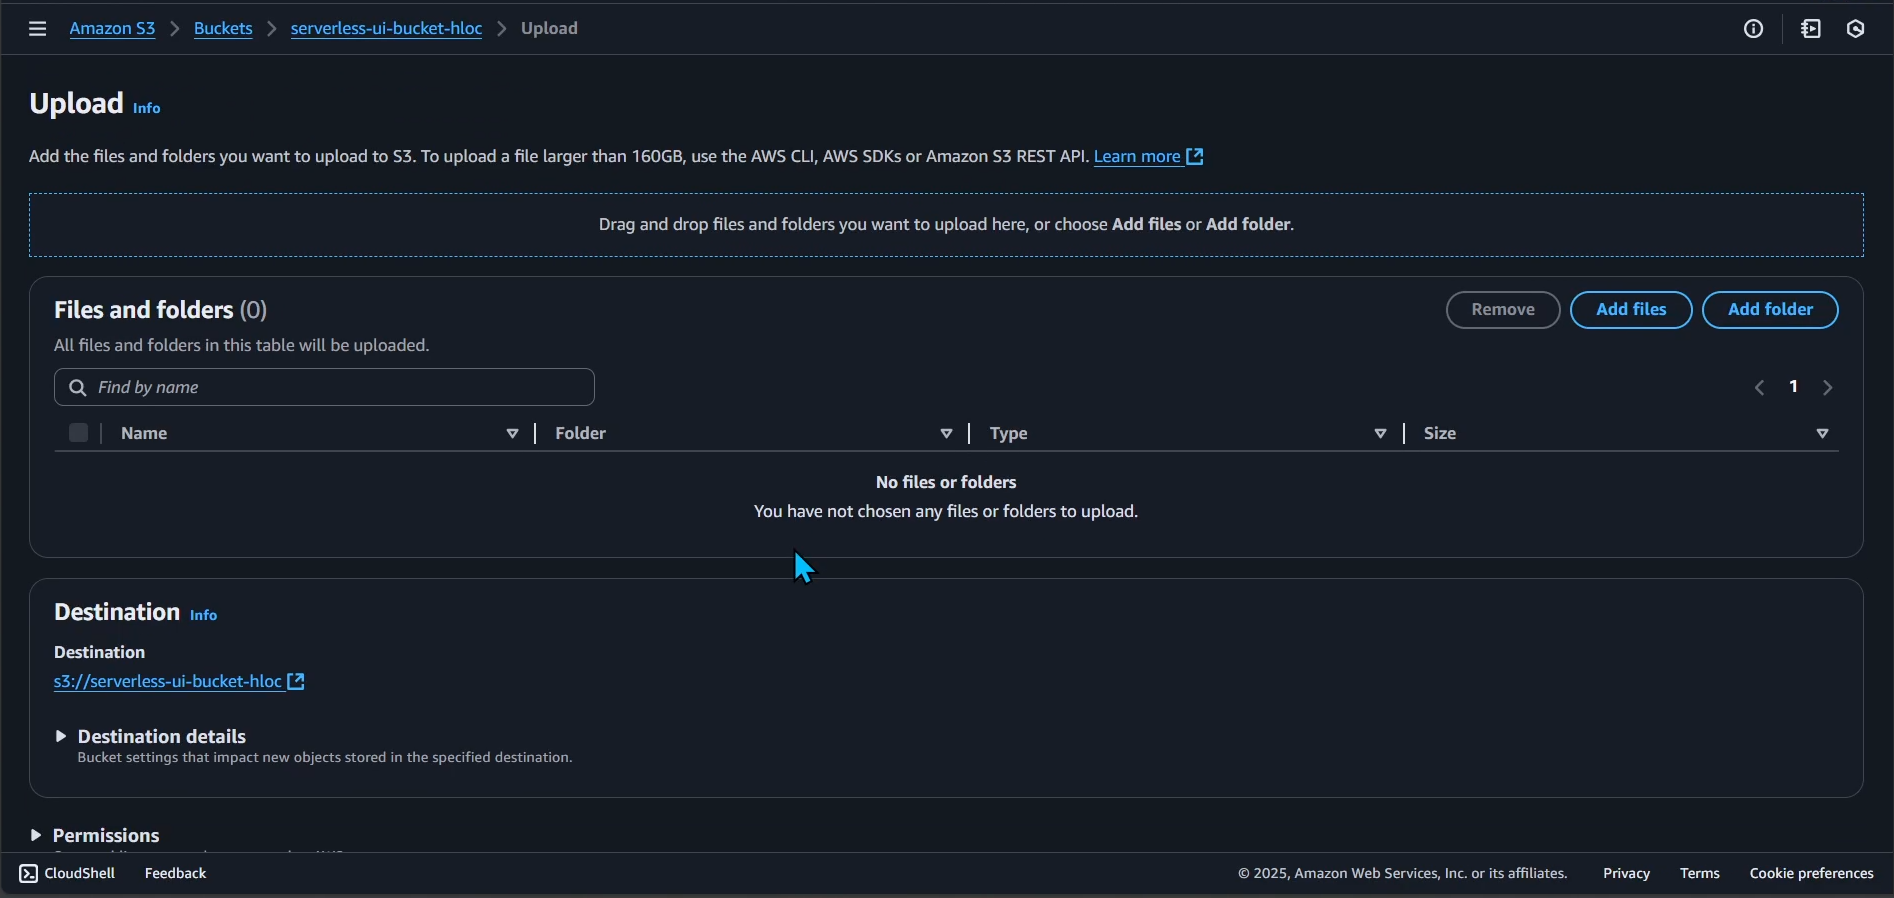 Amazon S3 > Buckets > serverless-ui-bucket-hloc > Upload
Upload Info
Add the files and folders you want to upload to S3. To upload a file larger than 160GB, use the AWS CLI, AWS SDKs or Amazon S3 REST API. Learn more
Drag and drop files and folders you want to upload here, or choose Add files or Add folder.
Files and folders (0)
Remove Add files Add folder
All files and folders in this table will be uploaded.
Find by name
1
Name Folder Type Size
No files or folders
You have not chosen any files or folders to upload.
Destination Info
Destination
s3://serverless-ui-bucket-hloc
Destination details
Bucket settings that impact new objects stored in the specified destination.
Permissions
CloudShell Feedback © 2025, Amazon Web Services, Inc. or its affiliates. Privacy Terms Cookie preferences